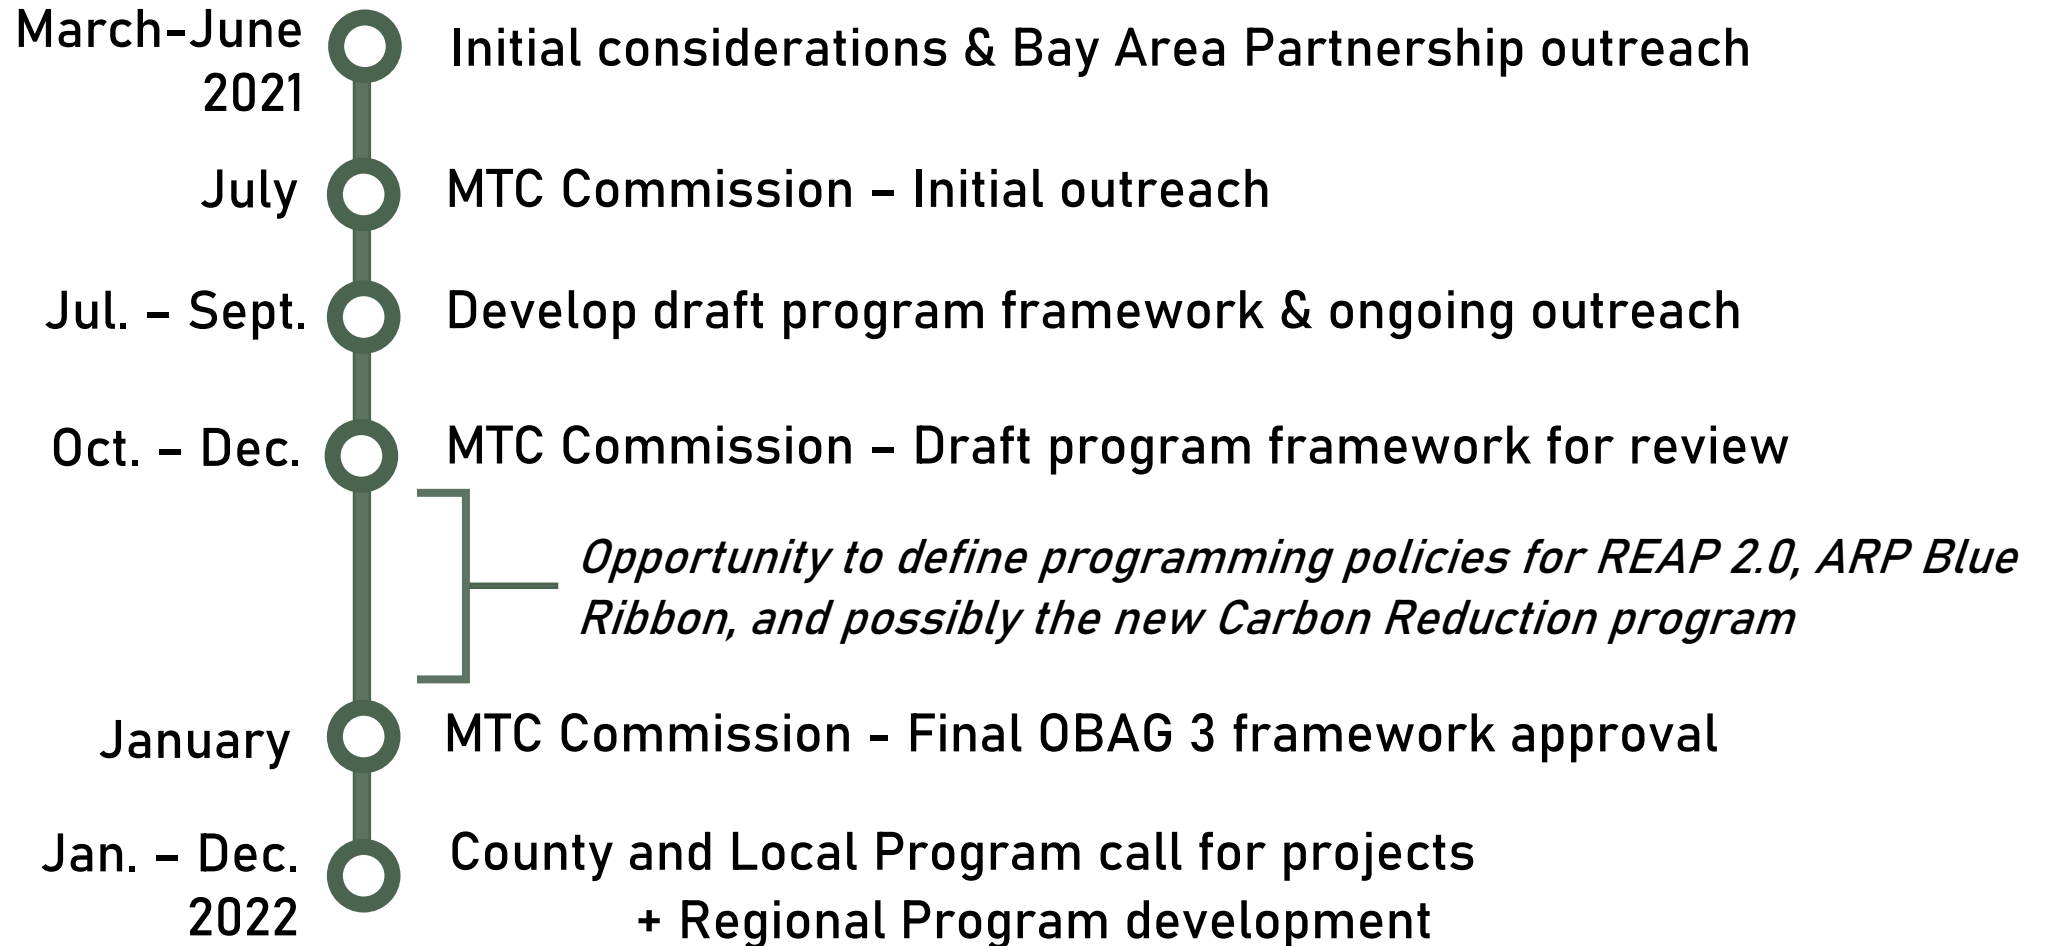 March-June
2021
Initial considerations & Bay Area Partnership outreach
July
MTC Commission – Initial outreach
Jul. – Sept.
Develop draft program framework & ongoing outreach
Oct. – Dec.
MTC Commission – Draft program framework for review
Opportunity to define programming policies for REAP 2.0, ARP Blue
Ribbon, and possibly the new Carbon Reduction program
January
MTC Commission - Final OBAG 3 framework approval
Jan. – Dec.
2022
County and Local Program call for projects
+ Regional Program development